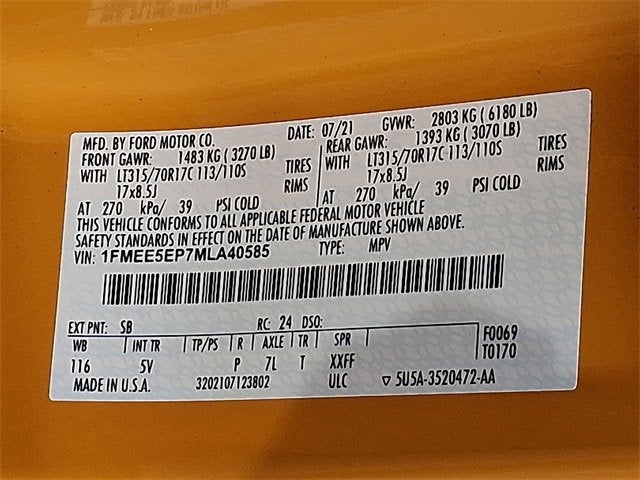 MFD. BY FORD MOTOR CO. DATE: 07/21 GVWR: 2803 KG ( 6180 LB)
FRONT GAWR: 1483 KG ( 3270 LB) REAR GAWR: 1393 KG ( 3070 LB)
WITH LT315/70R17C 113/110S TIRES WITH LT315/70R17C 113/110S TIRES
17x8.5J RIMS 17x8.5J RIMS
AT 270 kPa/ 39 PSI COLD AT 270 kPa/ 39 PSI COLD
THIS VEHICLE CONFORMS TO ALL APPLICABLE FEDERAL MOTOR VEHICLE
SAFETY STANDARDS IN EFFECT ON THE DATE OF MANUFACTURE SHOWN ABOVE.
VIN: 1FMEE5EP7MLA40585 TYPE: MPV
EXT PNT: SB RC: 24 DSO:
WB INT TR TP/PS R AXLE TR SPR F0069
116 5V P 7L T XXFF T0170
MADE IN U.S.A. 3202107123802 ULC ▽ 5U5A-3520472-AA